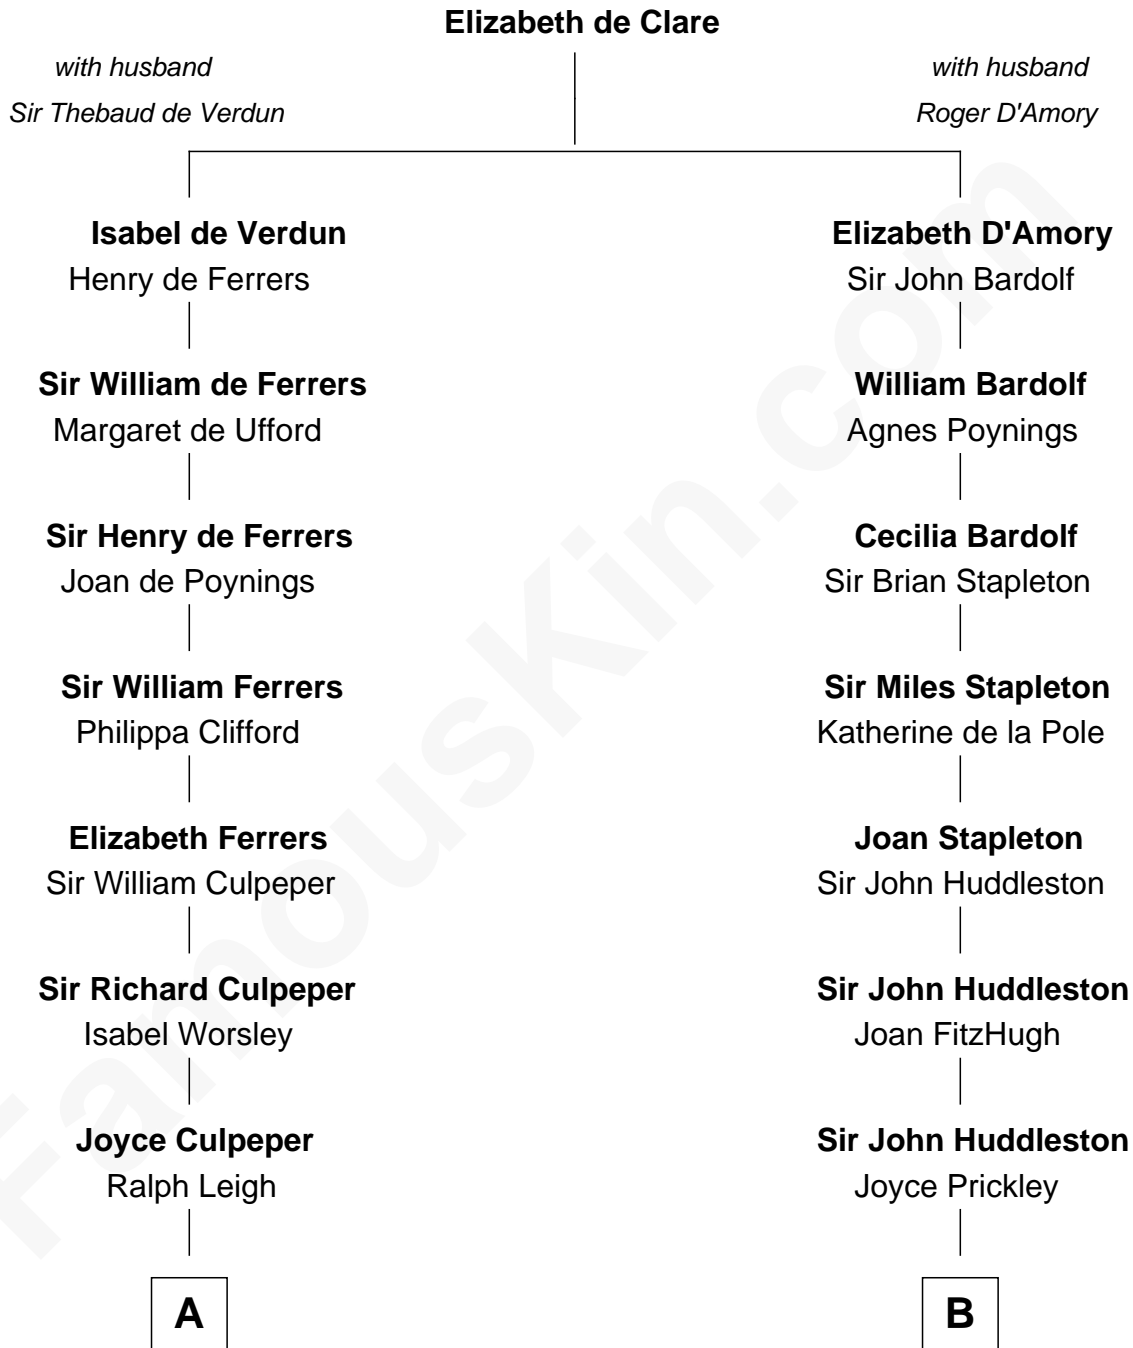 Elizabeth de Clare
with husband
Sir Thebaud de Verdun
with husband
Roger D'Amory
Isabel de Verdun
Henry de Ferrers
Elizabeth D'Amory
Sir John Bardolf
Sir William de Ferrers
Margaret de Ufford
William Bardolf
Agnes Poynings
Sir Henry de Ferrers
Joan de Poynings
Cecilia Bardolf
Sir Brian Stapleton
Sir William Ferrers
Philippa Clifford
Sir Miles Stapleton
Katherine de la Pole
Elizabeth Ferrers
Sir William Culpeper
Joan Stapleton
Sir John Huddleston
Sir Richard Culpeper
Isabel Worsley
Sir John Huddleston
Joan FitzHugh
Joyce Culpeper
Ralph Leigh
Sir John Huddleston
Joyce Prickley
A
B
FamousKin.com